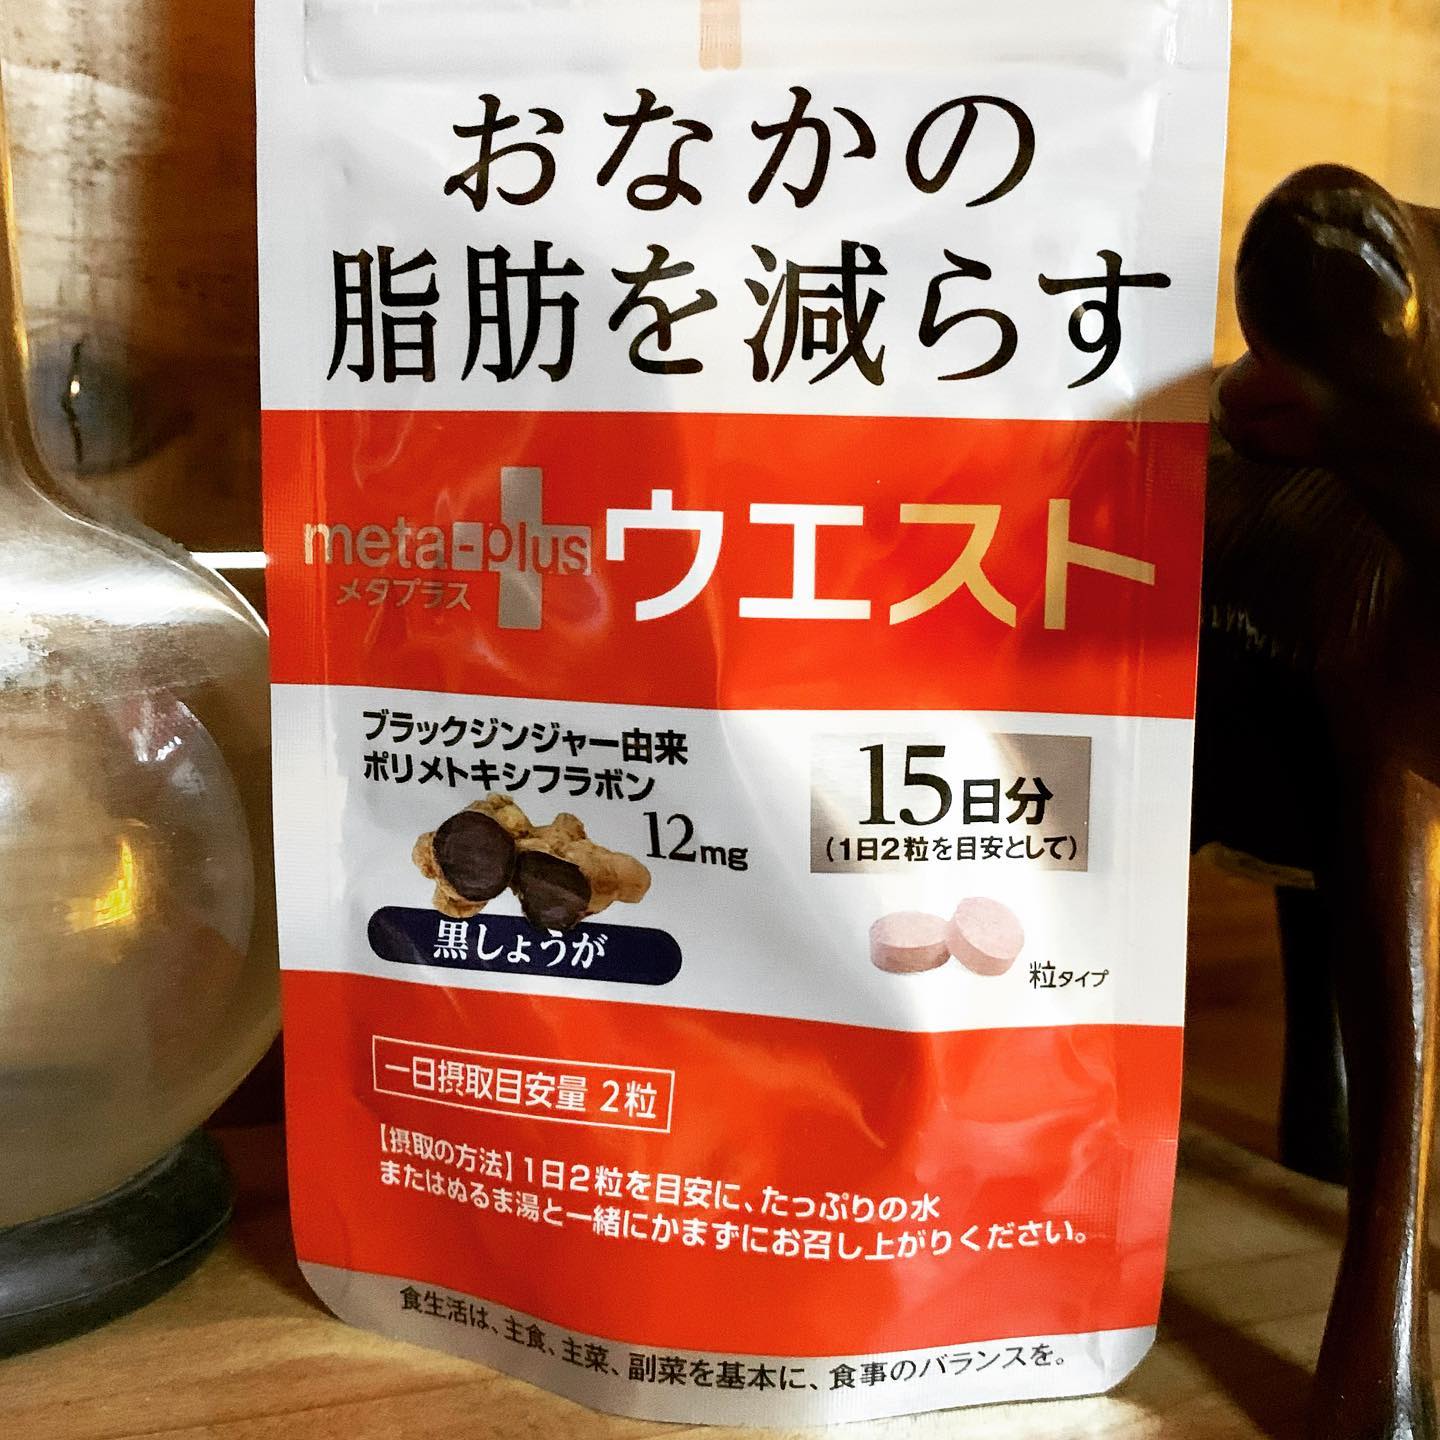 おなかの
脂肪を減らす
meta-plus ウエスト
メタプラス
ブラックジンジャー由来
ポリメトキシフラボン
12mg
黒しょうが
15日分
(1日2粒を目安として)
粒タイプ
一日摂取目安量 2粒
【摂取の方法】1日2粒を目安に、たっぷりの水
またはぬるま湯と一緒にかまずにお召し上がりください。
食生活は、主食、主菜、副菜を基本に、食事のバランスを。